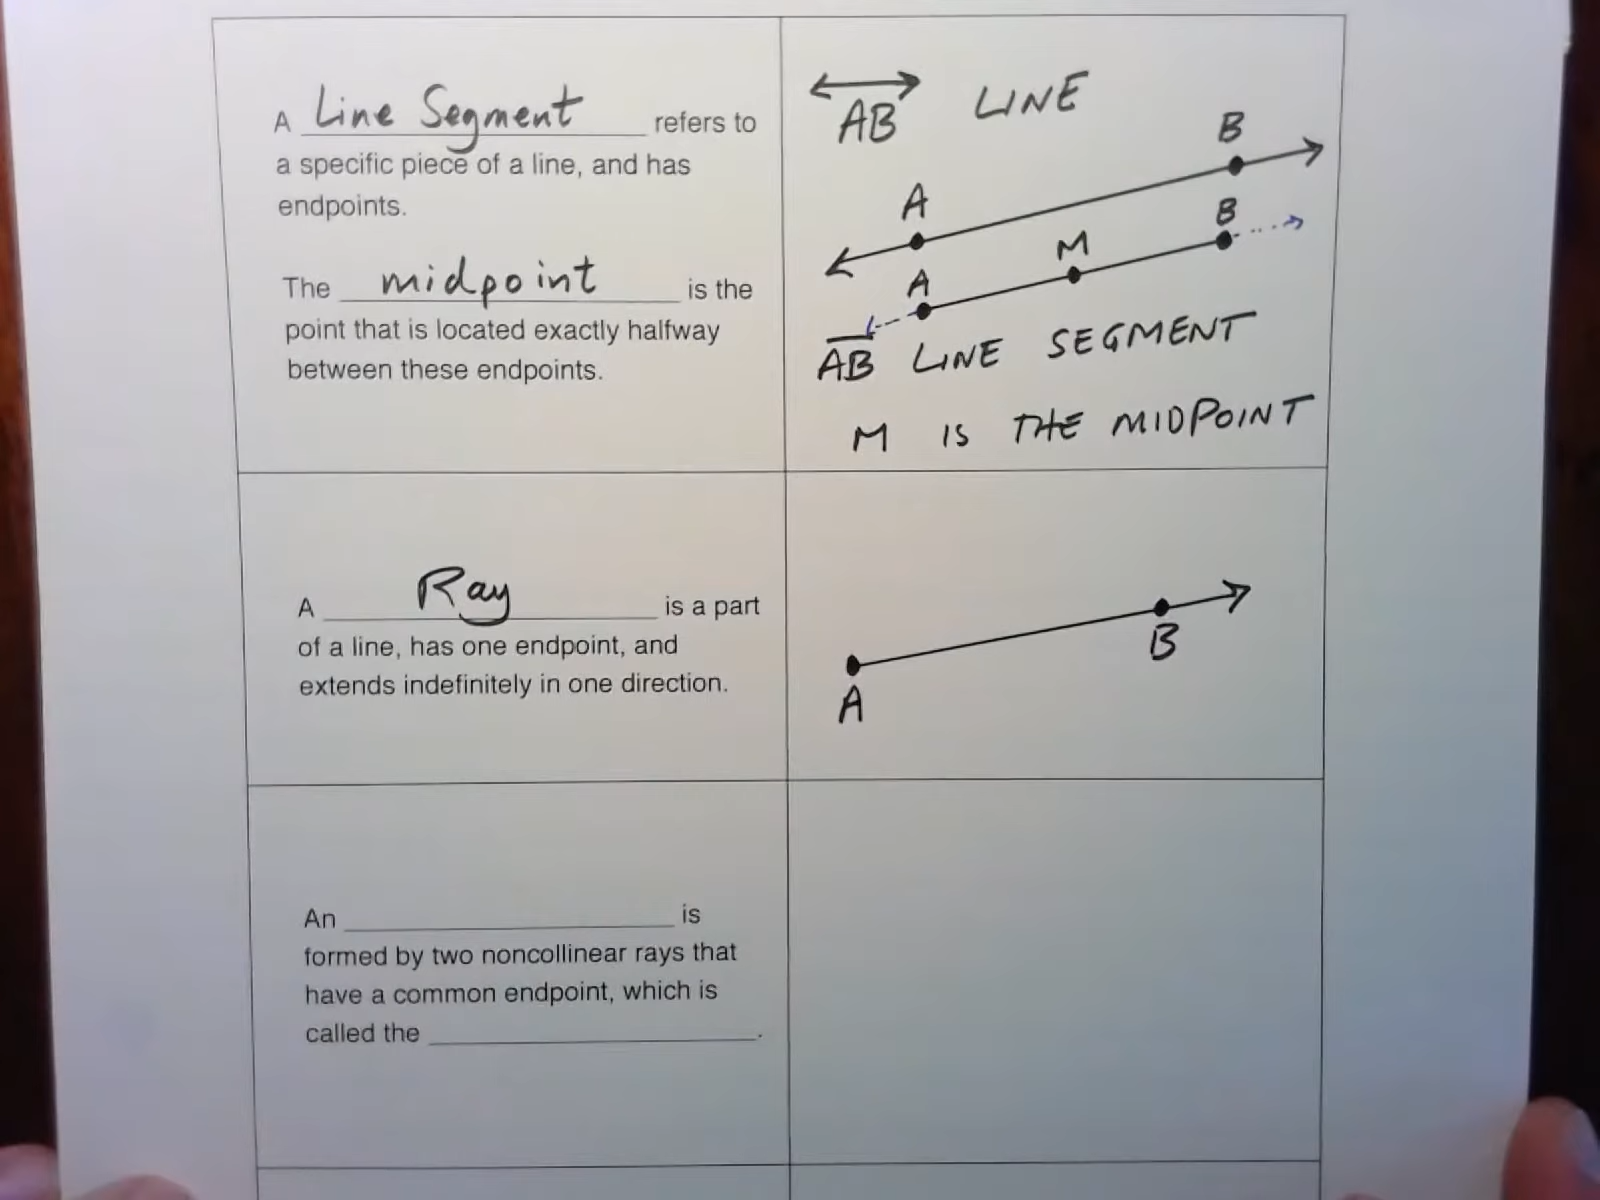 A Line Segment refers to
a specific piece of a line, and has
endpoints.
The midpoint is the
point that is located exactly halfway
between these endpoints.
AB LINE
B
A
B
M
A
AB LINE SEGMENT
M IS THE MIDPOINT
A Ray is a part
of a line, has one endpoint, and
extends indefinitely in one direction.
B
A
An ____________________ is
formed by two noncollinear rays that
have a common endpoint, which is
called the ____________________.